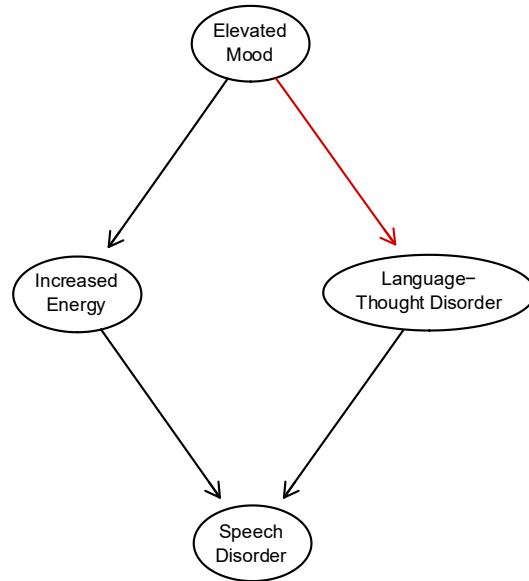 Elevated
Mood
Increased
Energy
Language−
Thought Disorder
Speech
Disorder